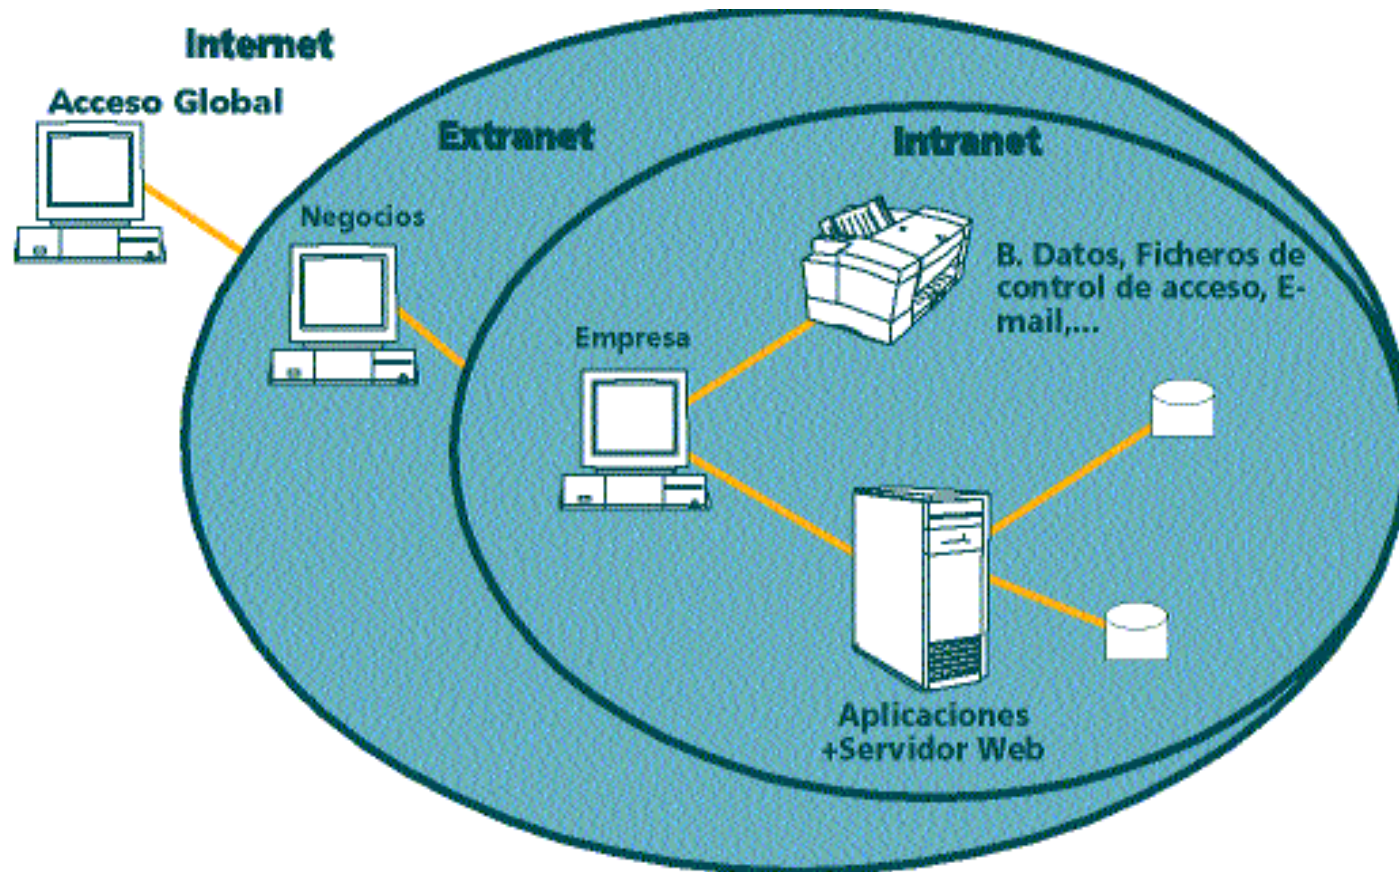 Internet
Acceso Global
Extranet
Intranet
Negocios
B. Datos, Ficheros de
control de acceso, E-
mail,...
Empresa
Aplicaciones
+Servidor Web